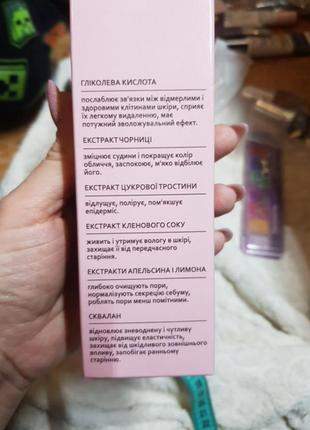 ГЛІКОЛЕВА КИСЛОТА
послаблює зв'язки між відмерлими і
здоровими клітинами шкіри, сприяє
їх легкому видаленню, має
потужний зволожувальний ефект.
ЕКСТРАКТ ЧОРНИЦІ
зміцнює судини і покращує колір
обличчя, заспокоює, м'яко відбілює
його.
ЕКСТРАКТ ЦУКРОВОЇ ТРОСТИНИ
відлущує, полірує, пом'якшує
епідерміс.
ЕКСТРАКТ КЛЕНОВОГО СОКУ
живить і утримує вологу в шкірі,
захищає її від передчасного
старіння.
ЕКСТРАКТИ АПЕЛЬСИНА І ЛИМОНА
глибоко очищують пори,
нормалізують секрецію себуму,
роблять пори менш помітними.
СКВАЛАН
відновлює зневоднену і чутливу
шкіру, підвищує еластичність,
захищає від шкідливого зовнішнього
впливу, запобігає ранньому
старінню.